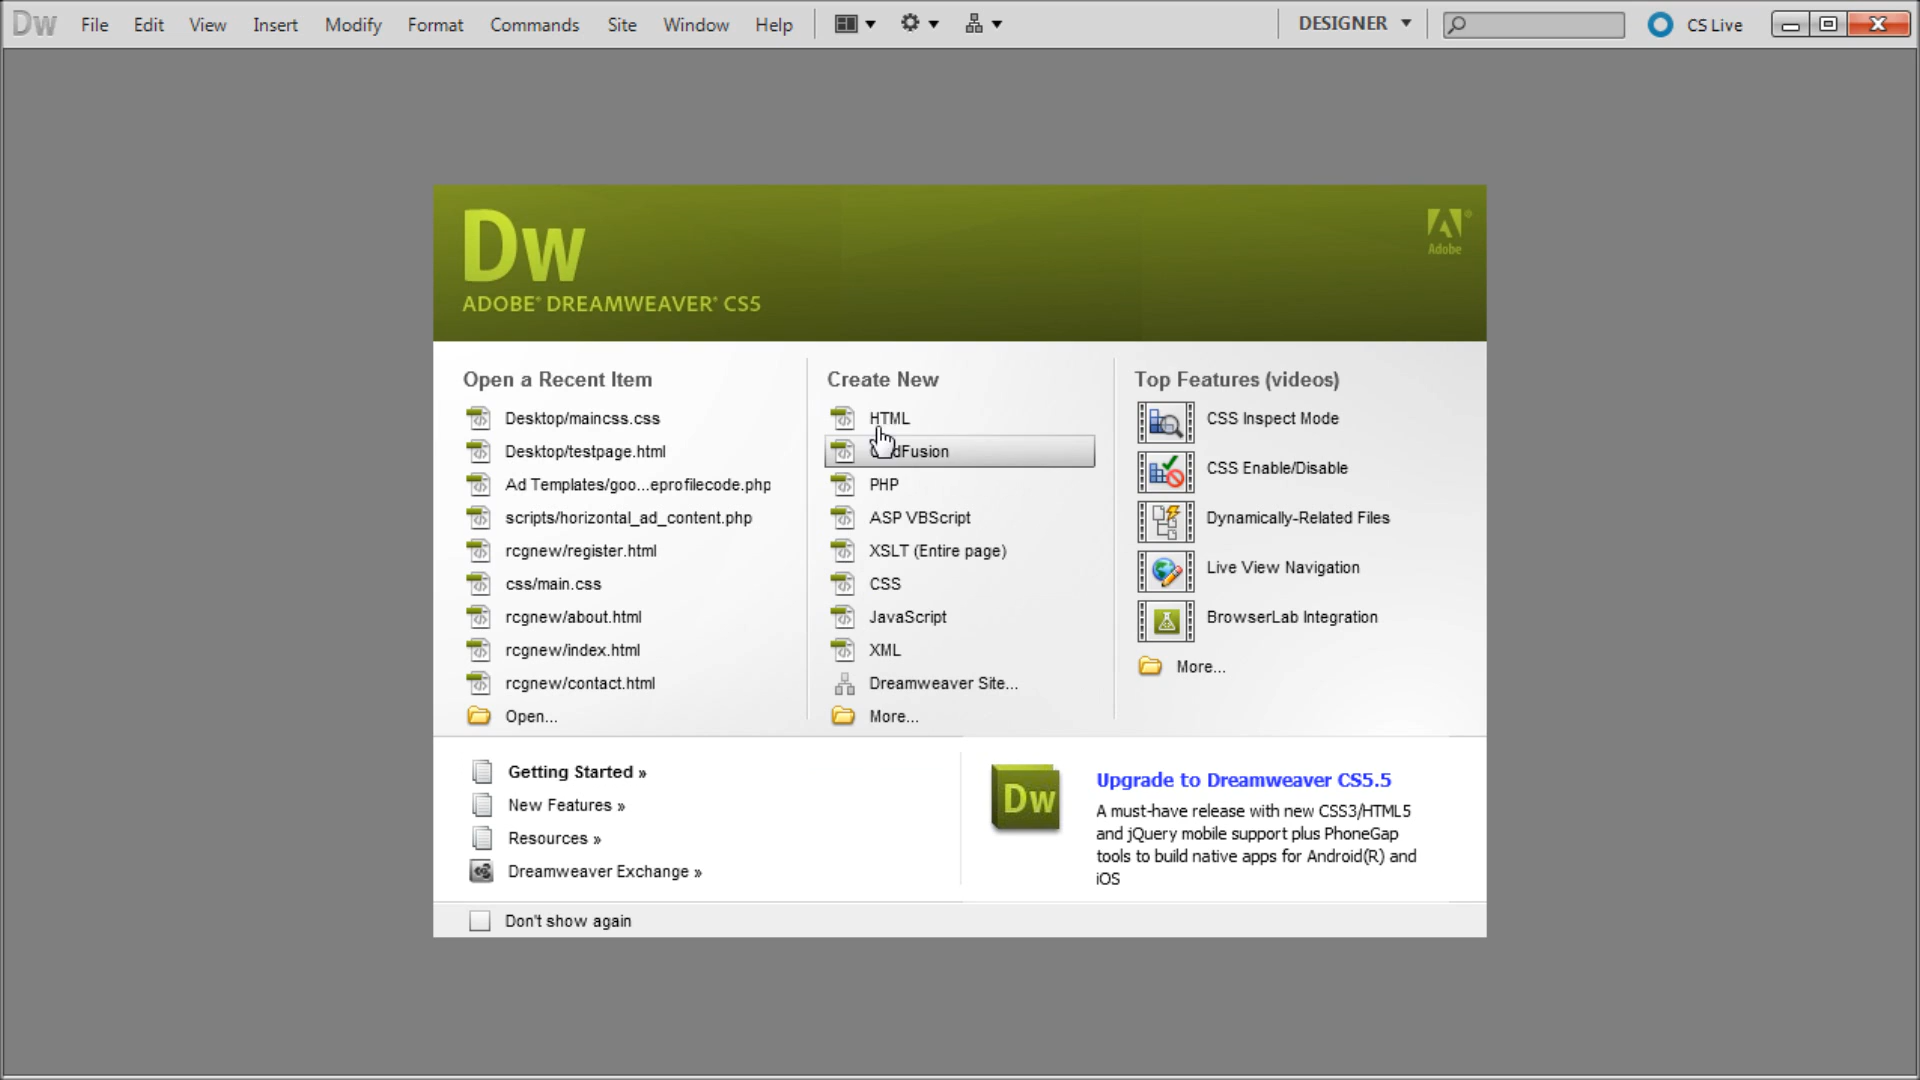 Dw File Edit View Insert Modify Format Commands Site Window Help DESIGNER CS Live
Dw
ADOBE® DREAMWEAVER® CS5
Adobe
Open a Recent Item
Desktop/maincss.css
Desktop/testpage.html
Ad Templates/goo...eprofilecode.php
scripts/horizontal_ad_content.php
rcgnew/register.html
css/main.css
rcgnew/about.html
rcgnew/index.html
rcgnew/contact.html
Open...
Create New
HTML
PHP
ASP VBScript
XSLT (Entire page)
CSS
JavaScript
XML
Dreamweaver Site...
More...
Top Features (videos)
CSS Inspect Mode
CSS Enable/Disable
Dynamically-Related Files
Live View Navigation
BrowserLab Integration
More...
Getting Started »
New Features »
Resources »
Dreamweaver Exchange »
Dw
Upgrade to Dreamweaver CS5.5
A must-have release with new CSS3/HTML5
and jQuery mobile support plus PhoneGap
tools to build native apps for Android(R) and
iOS
Don't show again